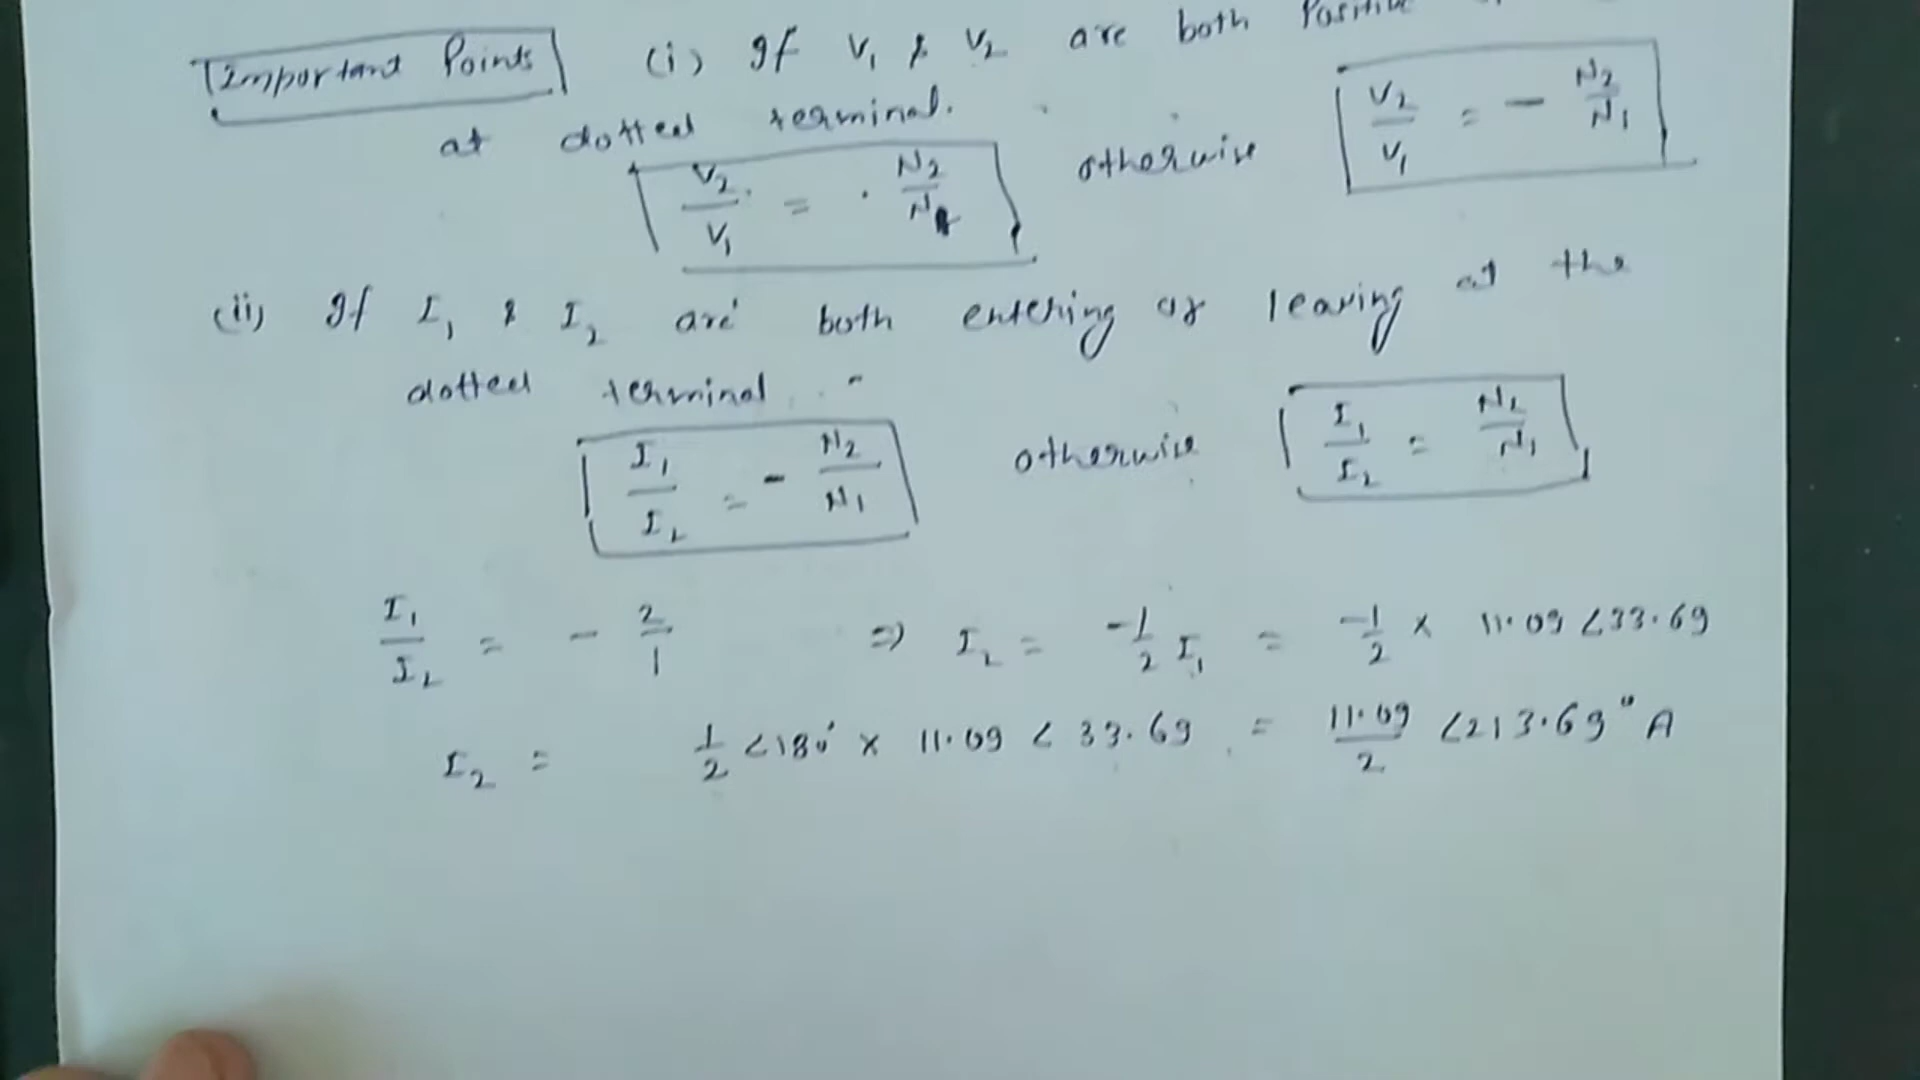 Important Points (i) If V₁ & V₂ are both Positive
at dotted terminal.
V₂/V₁ = N₂/N₁ otherwise V₂/V₁ = - N₂/N₁
(ii) If I₁ & I₂ are both entering or leaving at the
dotted terminal.
I₁/I₂ = - N₂/N₁ otherwise I₁/I₂ = N₂/N₁
I₁/I₂ = - 2/1 => I₂ = -1/2 I₁ = -1/2 × 11.09 ∠33.69
I₂ = 1/2 ∠180° × 11.09 ∠ 33.69 = 11.09/2 ∠213.69° A